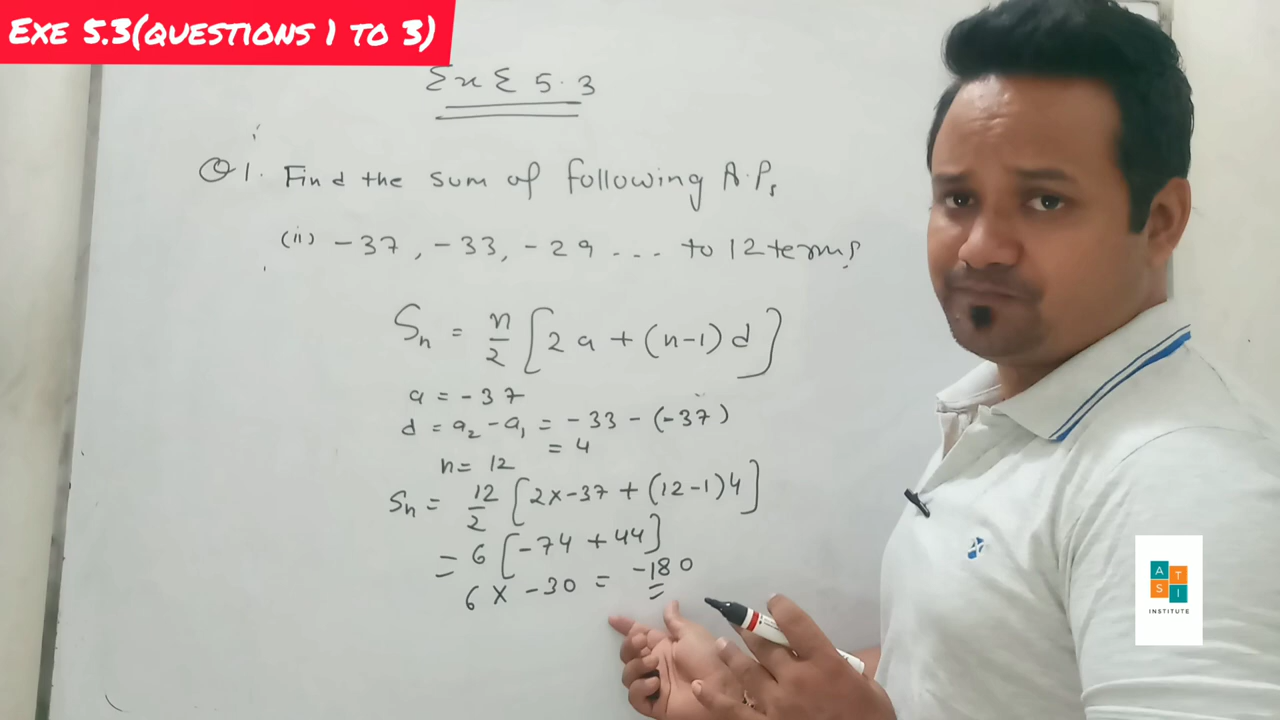 EXE 5.3(QUESTIONS 1 TO 3)
Exe 5.3
Q1. Find the sum of following A.Ps
(ii) -37, -33, -29 ... to 12 terms
Sn = n/2 [2a + (n-1)d]
a = -37
d = a2 - a1 = -33 - (-37)
= 4
n = 12
Sn = 12/2 [2x-37 + (12-1)4]
= 6 [-74 + 44]
6 X -30 = -180
A T
S I
INSTITUTE